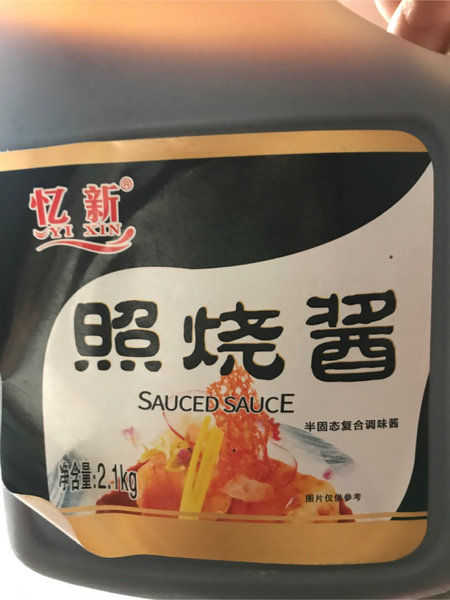 忆新®
YI XIN
照烧酱
SAUCED SAUCE
半固态复合调味酱
净含量:2.1kg
图片仅供参考